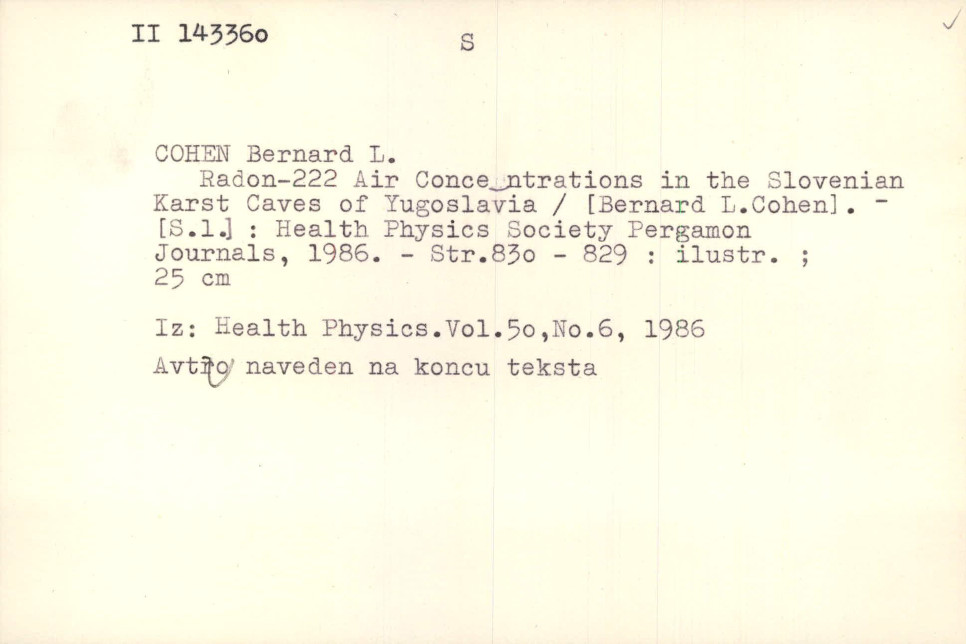 II 143360
S
COHEN Bernard L.
Radon-222 Air Concentrations in the Slovenian
Karst Caves of Yugoslavia / [Bernard L.Cohen]. -
[S.l.] : Health Physics Society Pergamon
Journals, 1986. - Str.830 - 829 : ilustr. ;
25 cm
Iz: Health Physics.Vol.50,No.6, 1986
naveden na koncu teksta